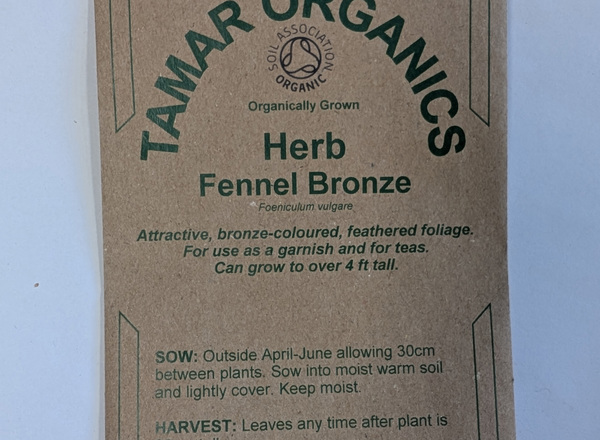 TAMAR ORGANICS
SOIL ASSOCIATION
ORGANIC
Organically Grown
Herb
Fennel Bronze
Foeniculum vulgare
Attractive, bronze-coloured, feathered foliage.
For use as a garnish and for teas.
Can grow to over 4 ft tall.
SOW: Outside April-June allowing 30cm
between plants. Sow into moist warm soil
and lightly cover. Keep moist.
HARVEST: Leaves any time after plant is